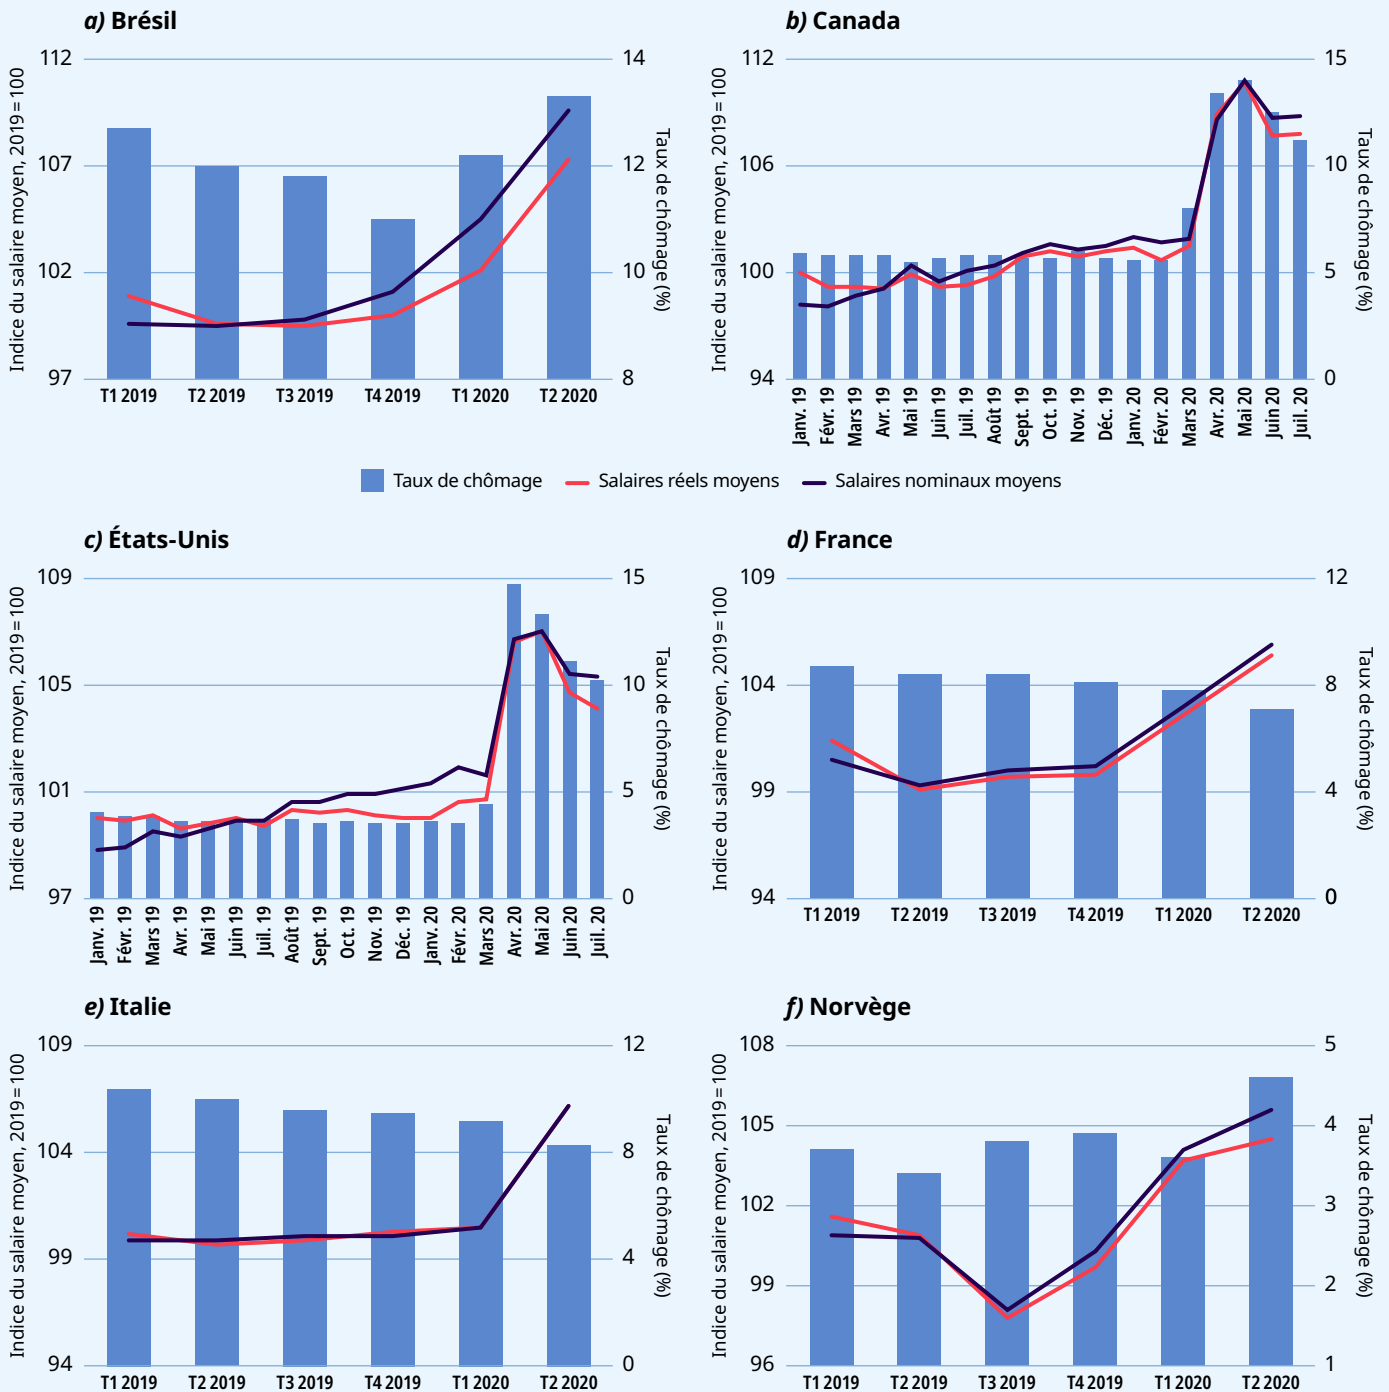 a) Brésil
Indice du salaire moyen, 2019 = 100
112
107
102
97
14
12
10
8
Taux de chômage (%)
T1 2019 T2 2019 T3 2019 T4 2019 T1 2020 T2 2020
b) Canada
Indice du salaire moyen, 2019 = 100
112
106
100
94
15
10
5
0
Taux de chômage (%)
Janv. 19 Févr. 19 Mars 19 Avr. 19 Mai 19 Juin 19 Juil. 19 Août 19 Sept. 19 Oct. 19 Nov. 19 Déc. 19 Janv. 20 Févr. 20 Mars 20 Avr. 20 Mai 20 Juin 20 Juil. 20
Taux de chômage Salaires réels moyens Salaires nominaux moyens
c) États-Unis
Indice du salaire moyen, 2019 = 100
109
105
101
97
15
10
5
0
Taux de chômage (%)
Janv. 19 Févr. 19 Mars 19 Avr. 19 Mai 19 Juin 19 Juil. 19 Août 19 Sept. 19 Oct. 19 Nov. 19 Déc. 19 Janv. 20 Févr. 20 Mars 20 Avr. 20 Mai 20 Juin 20 Juil. 20
d) France
Indice du salaire moyen, 2019 = 100
109
104
99
94
12
8
4
0
Taux de chômage (%)
T1 2019 T2 2019 T3 2019 T4 2019 T1 2020 T2 2020
e) Italie
Indice du salaire moyen, 2019 = 100
109
104
99
94
12
8
4
0
Taux de chômage (%)
T1 2019 T2 2019 T3 2019 T4 2019 T1 2020 T2 2020
f) Norvège
Indice du salaire moyen, 2019 = 100
108
105
102
99
96
5
4
3
2
1
Taux de chômage (%)
T1 2019 T2 2019 T3 2019 T4 2019 T1 2020 T2 2020